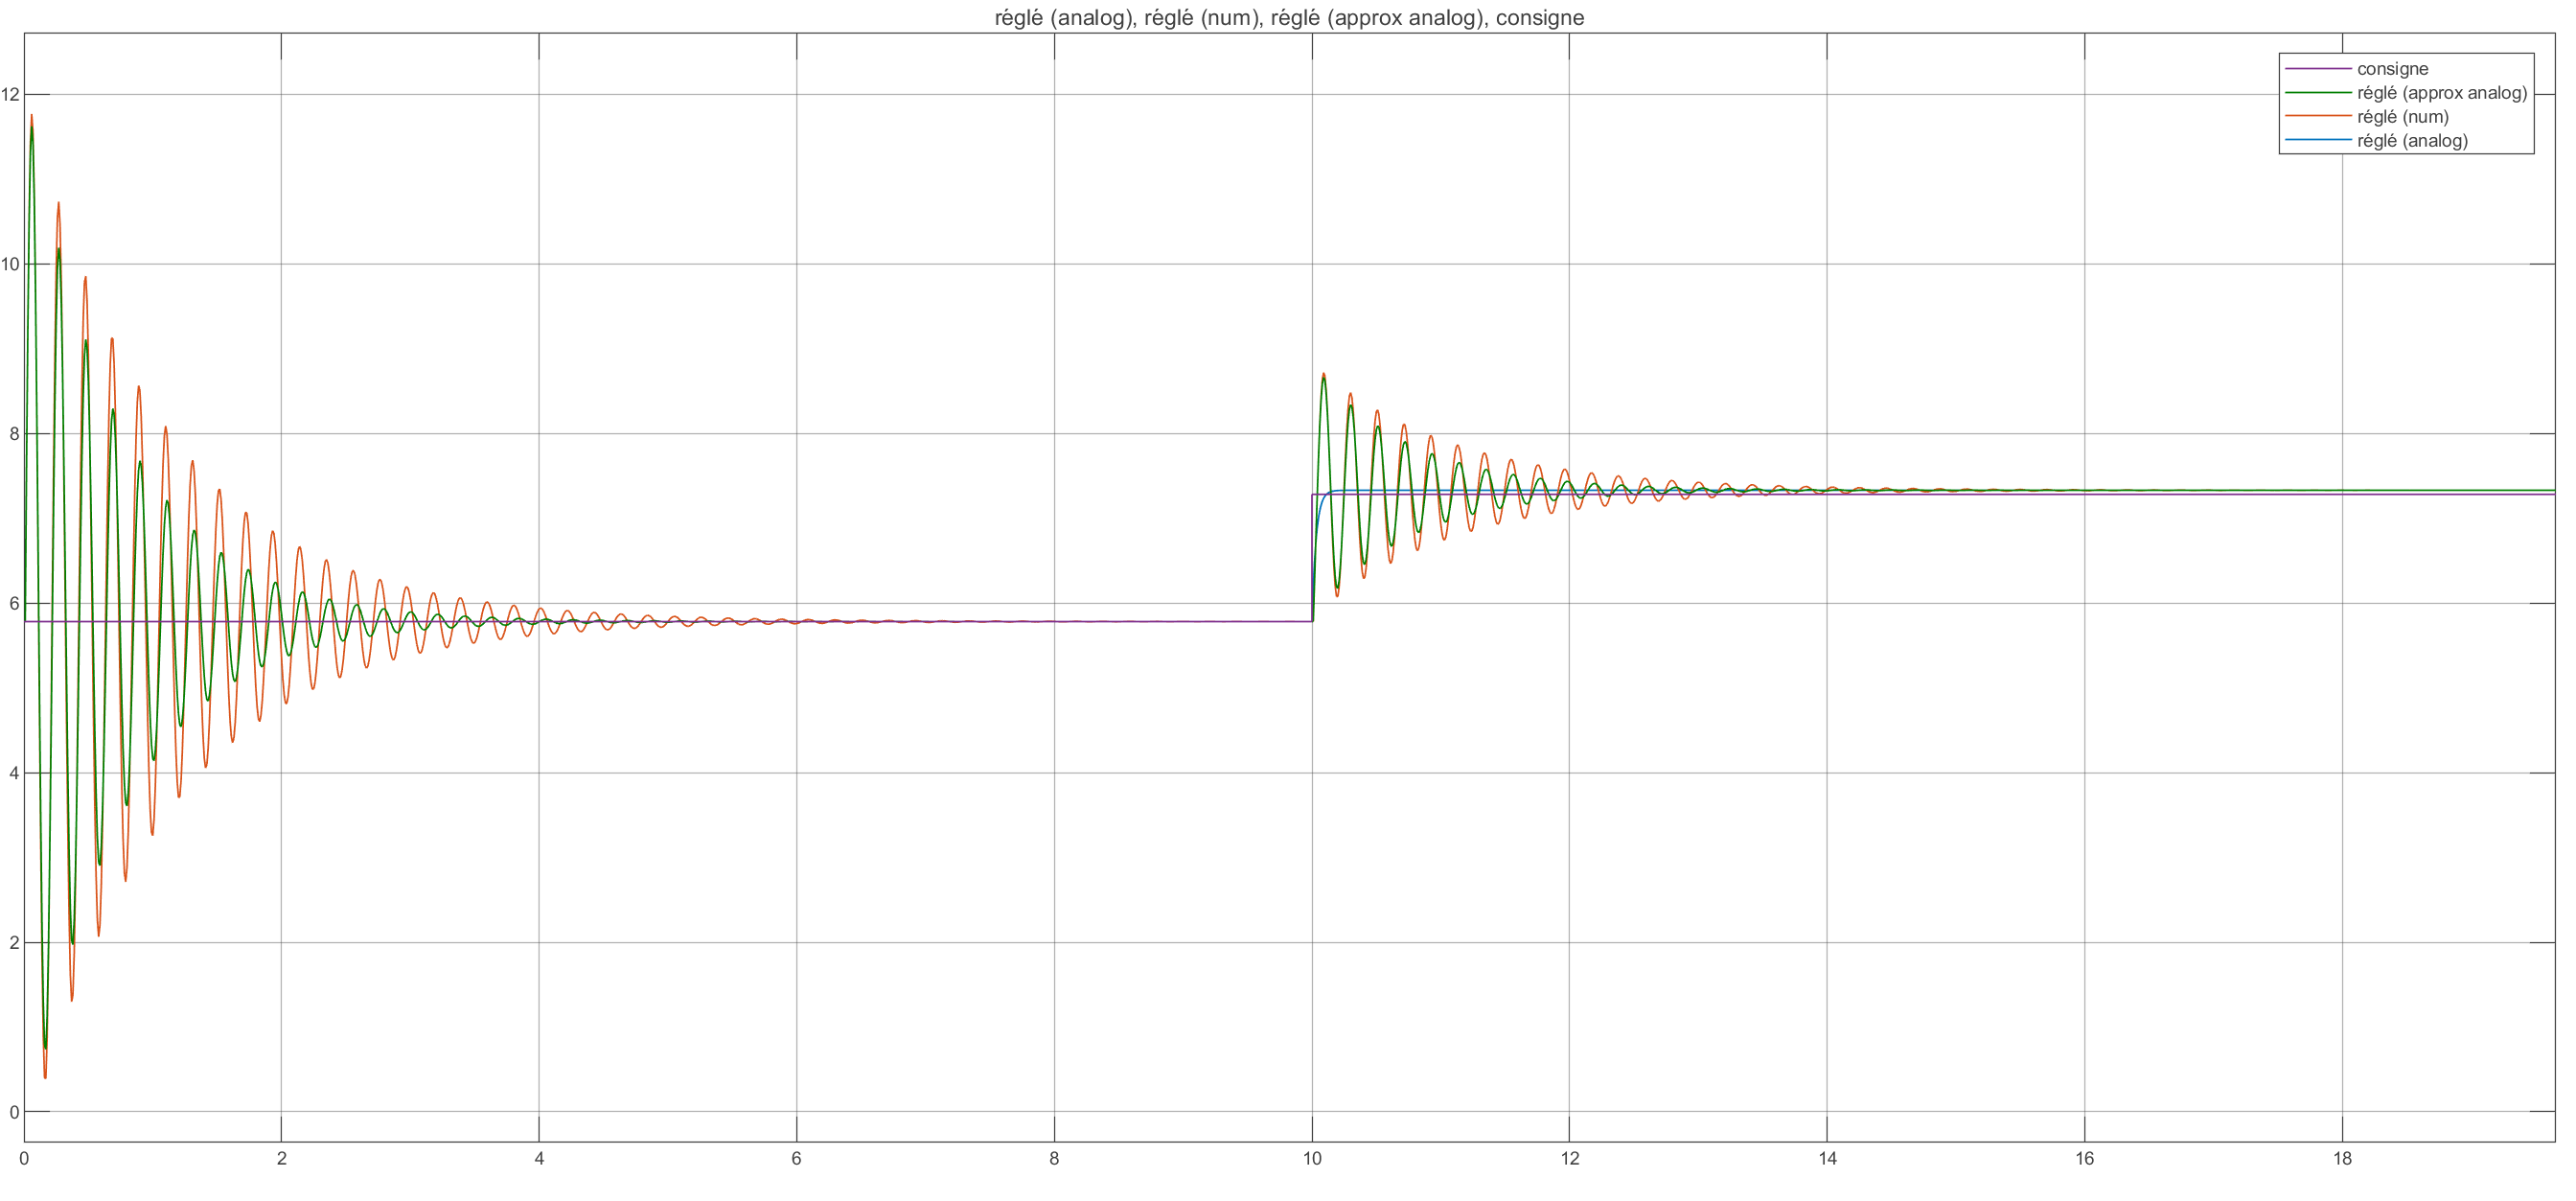 réglé (analog), réglé (num), réglé (approx analog), consigne
consigne
réglé (approx analog)
réglé (num)
réglé (analog)
12
10
8
6
4
2
0
0 2 4 6 8 10 12 14 16 18